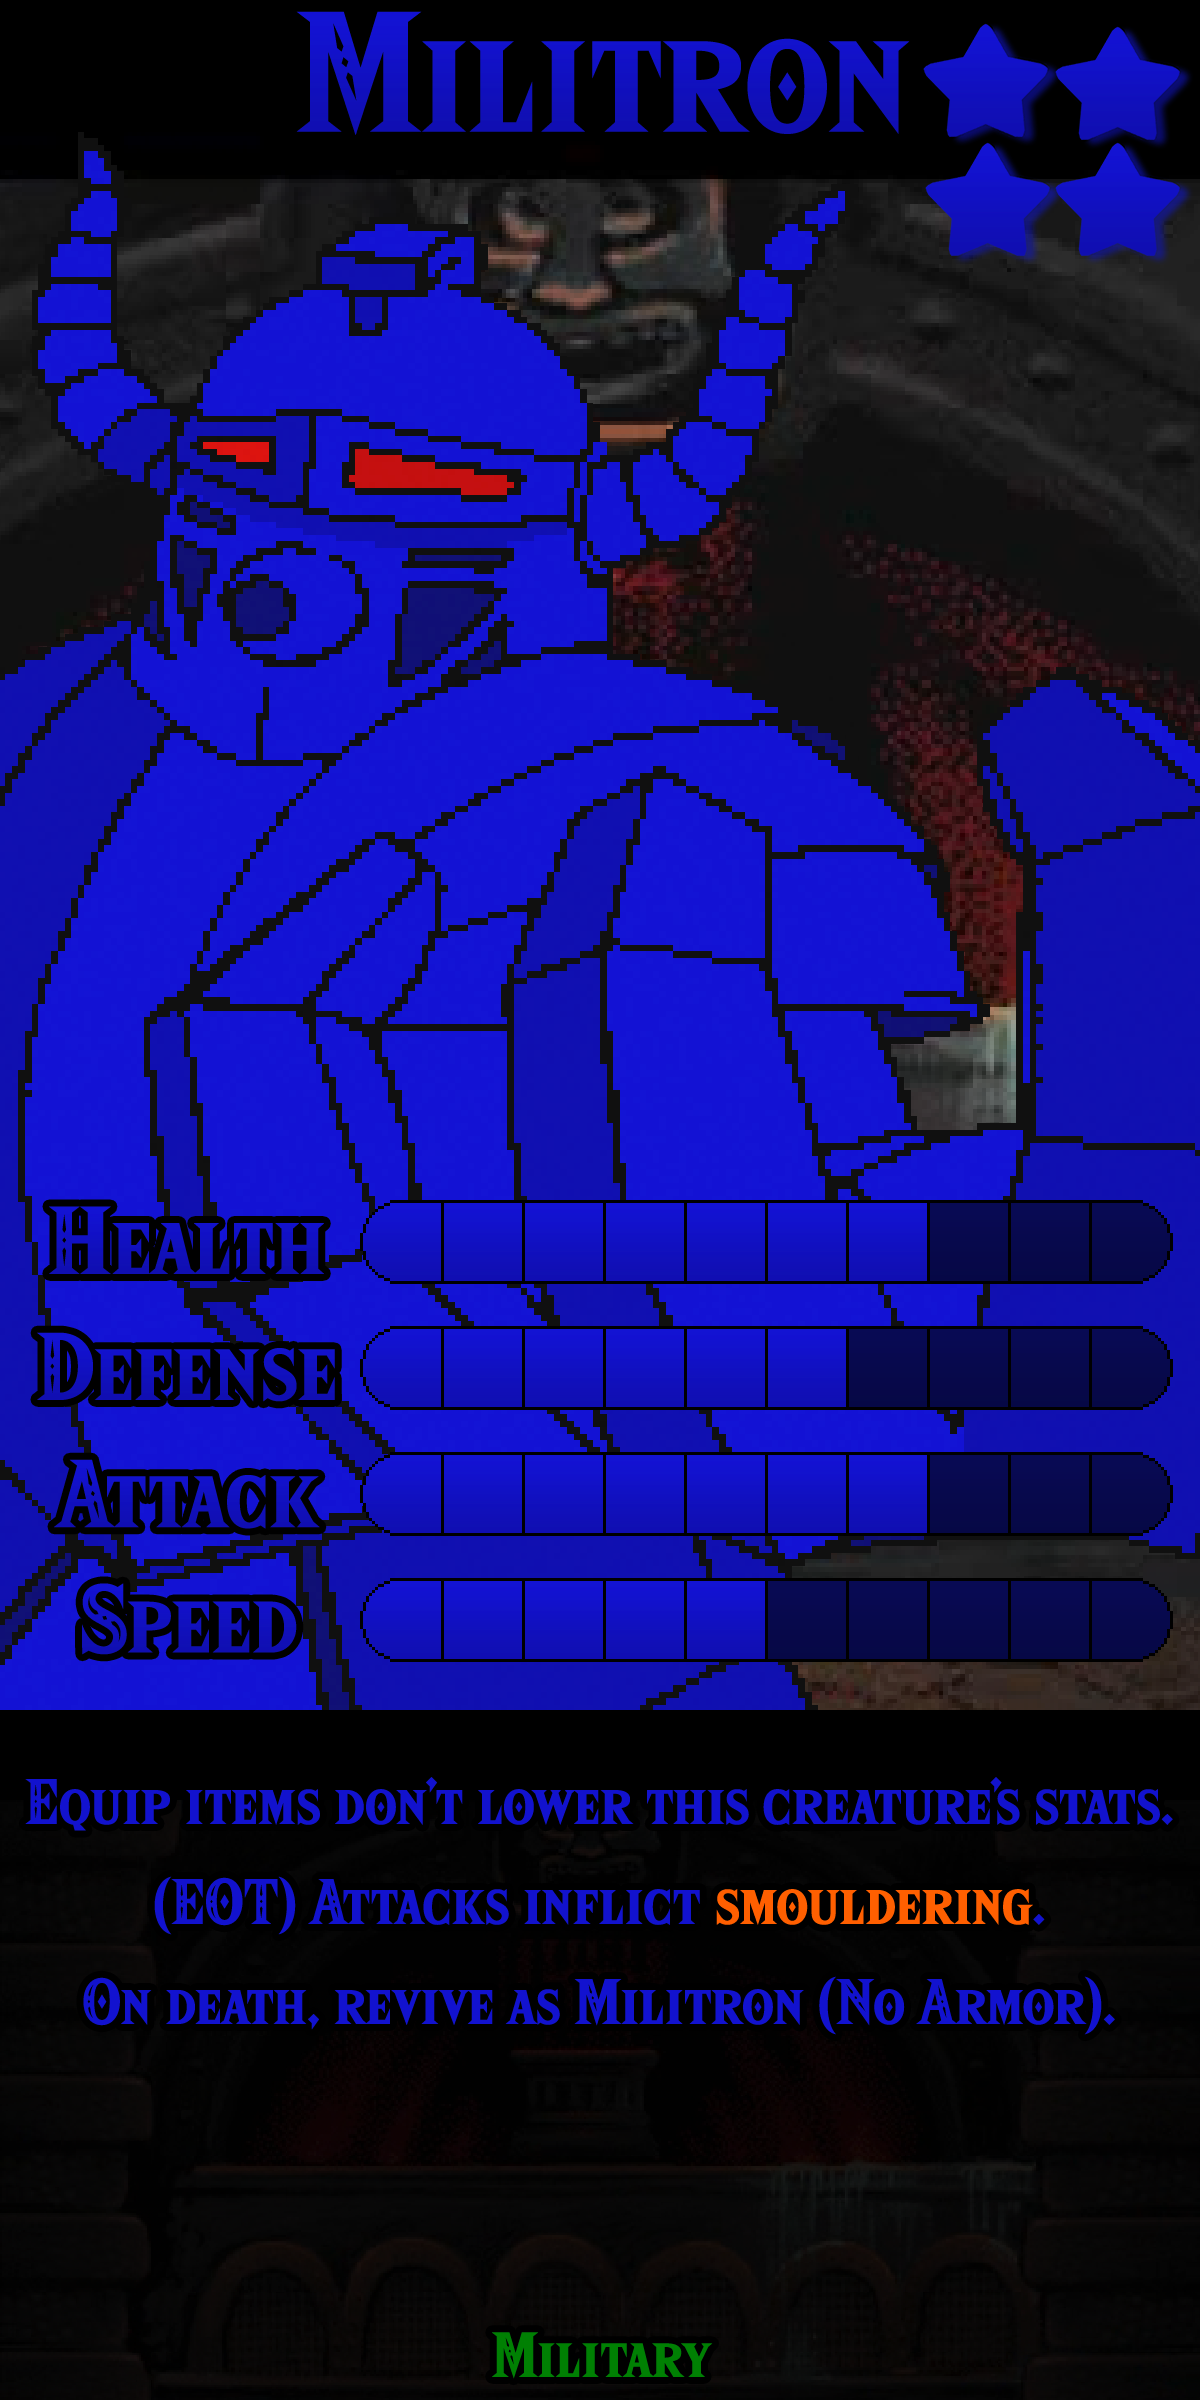 Militron
Health
Defense
Attack
Speed
Equip items don't lower this creature's stats.
(EOT) Attacks inflict smouldering.
On death, revive as Militron (No Armor).
Military